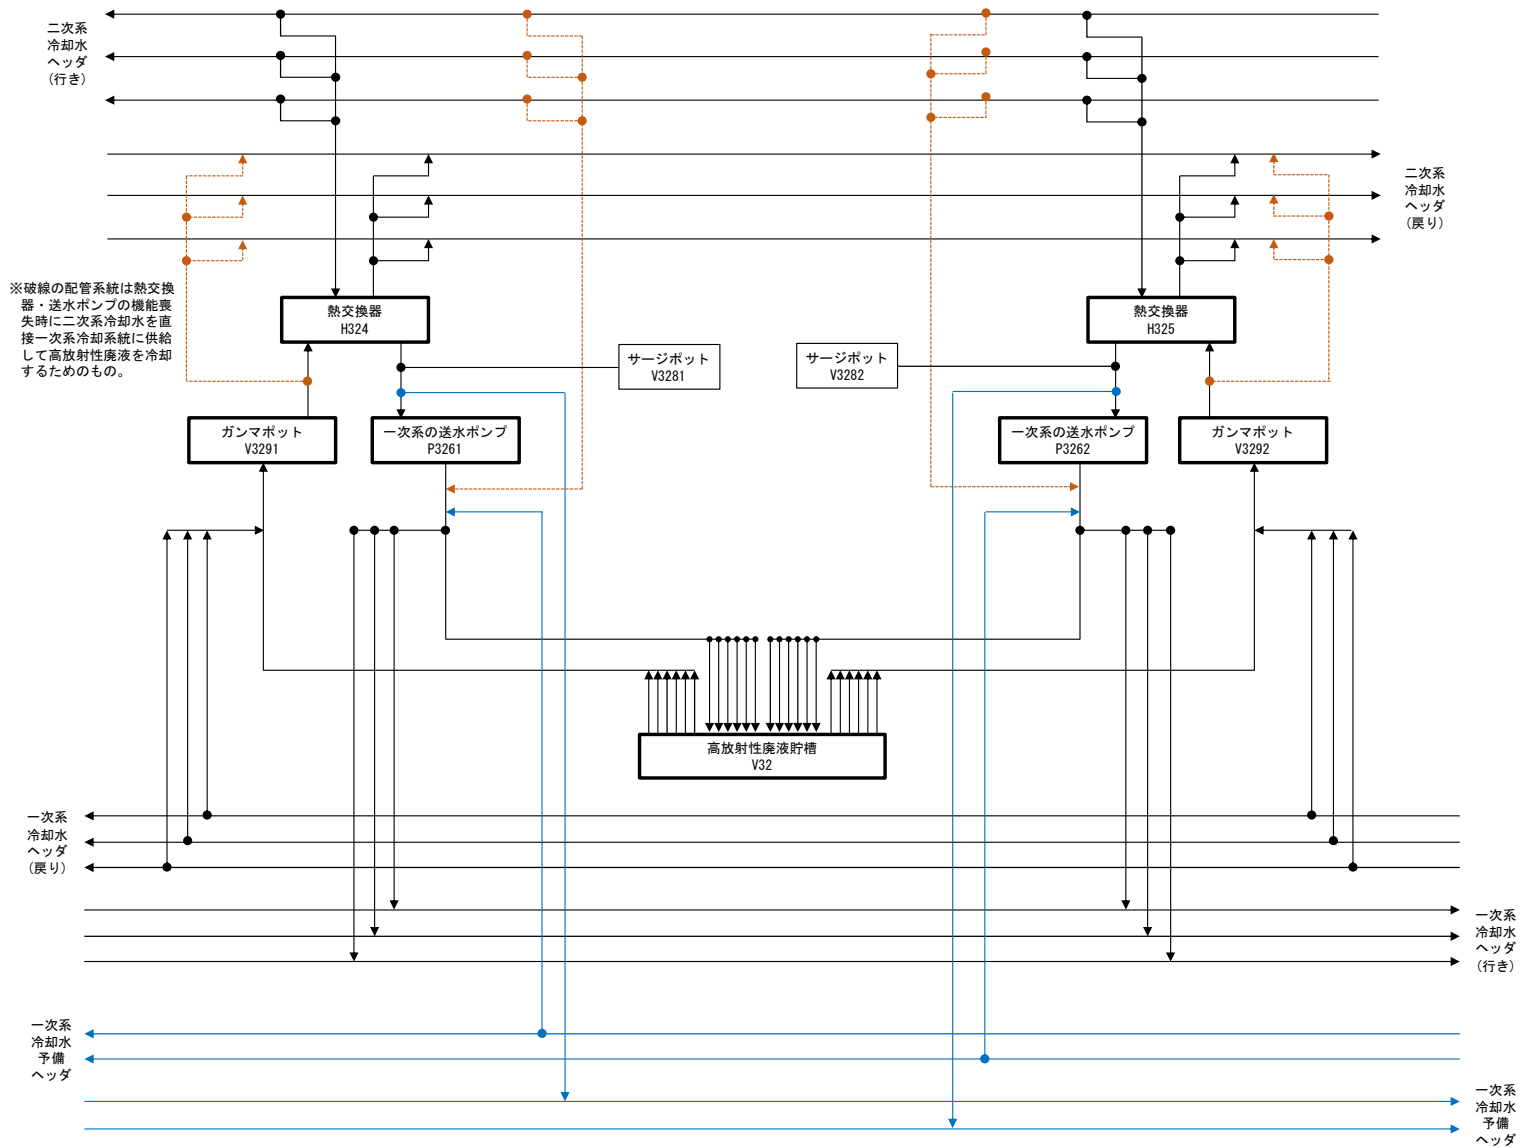 二次系
冷却水
ヘッダ
(行き)
二次系
冷却水
ヘッダ
(戻り)
※破線の配管系統は熱交換
器・送水ポンプの機能喪
失時に二次系冷却水を直
接一次系冷却系統に供給
して高放射性廃液を冷却
するためのもの。
熱交換器
H324
熱交換器
H325
サージポット
V3281
サージポット
V3282
ガンマポット
V3291
一次系の送水ポンプ
P3261
一次系の送水ポンプ
P3262
ガンマポット
V3292
高放射性廃液貯槽
V32
一次系
冷却水
ヘッダ
(戻り)
一次系
冷却水
ヘッダ
(行き)
一次系
冷却水
予備
ヘッダ
一次系
冷却水
予備
ヘッダ